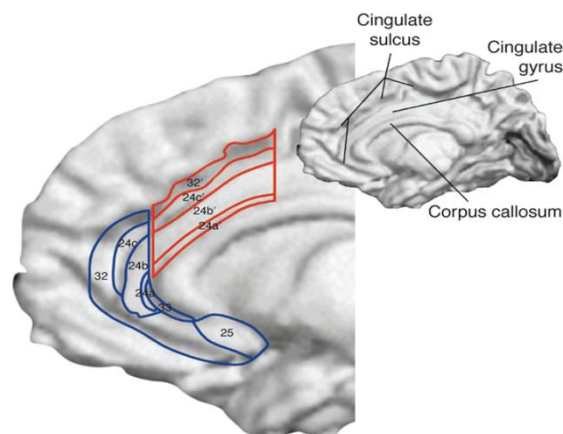 Cingulate
sulcus
Cingulate
gyrus
Corpus callosum
32'
24c'
24b'
24a'
24c
24b
32
24a
33
25